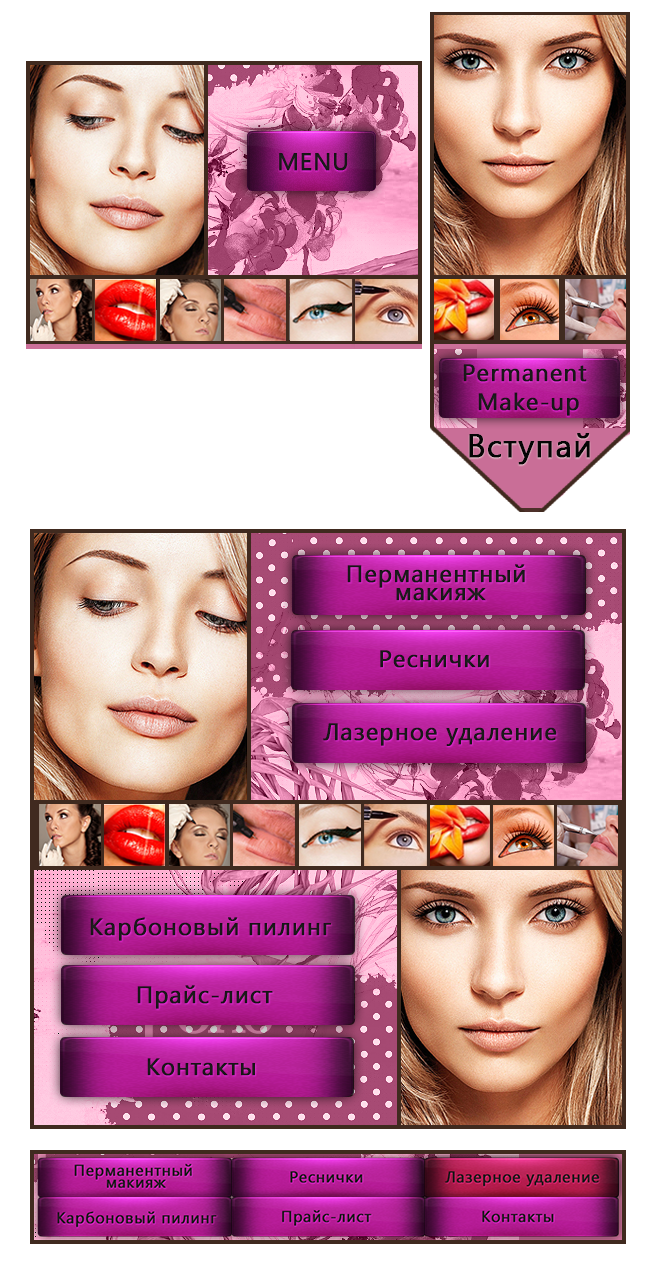 MENU
Permanent
Make-up
Вступай
Перманентный
макияж
Реснички
Лазерное удаление
Карбоновый пилинг
Прайс-лист
Контакты
Перманентный
макияж
Реснички
Лазерное удаление
Карбоновый пилинг
Прайс-лист
Контакты